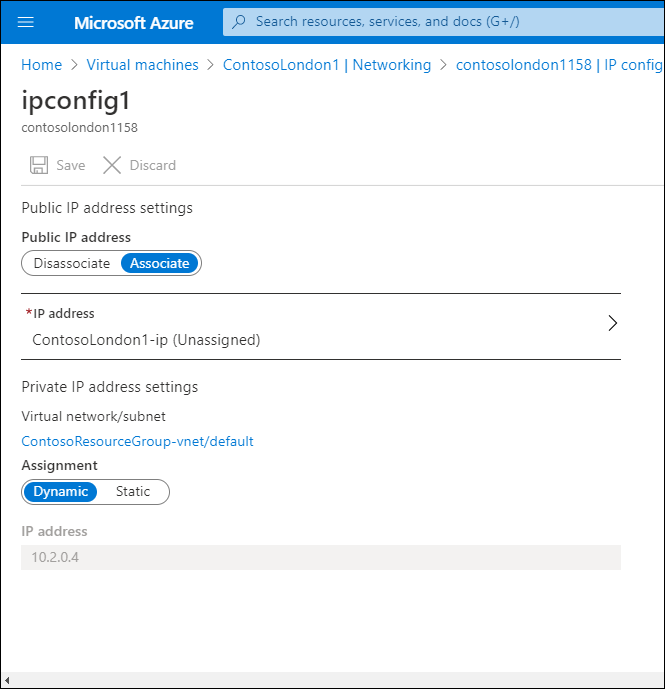 Microsoft Azure
Search resources, services, and docs (G+/)
Home > Virtual machines > ContosoLondon1 | Networking > contosolondon1158 | IP config
ipconfig1
contosolondon1158
Save Discard
Public IP address settings
Public IP address
Disassociate Associate
*IP address
ContosoLondon1-ip (Unassigned)
Private IP address settings
Virtual network/subnet
ContosoResourceGroup-vnet/default
Assignment
Dynamic Static
IP address
10.2.0.4